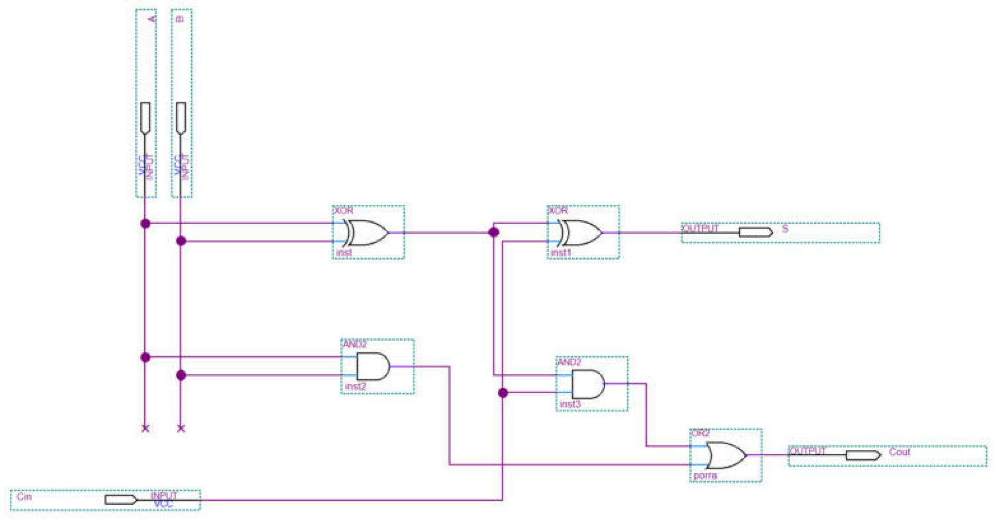 A
B
VCC
INPUT
VCC
INPUT
XOR
inst
XOR
inst1
OUTPUT
S
AND2
inst2
AND2
inst3
OR2
porra
OUTPUT
Cout
Cin
INPUT
VCC